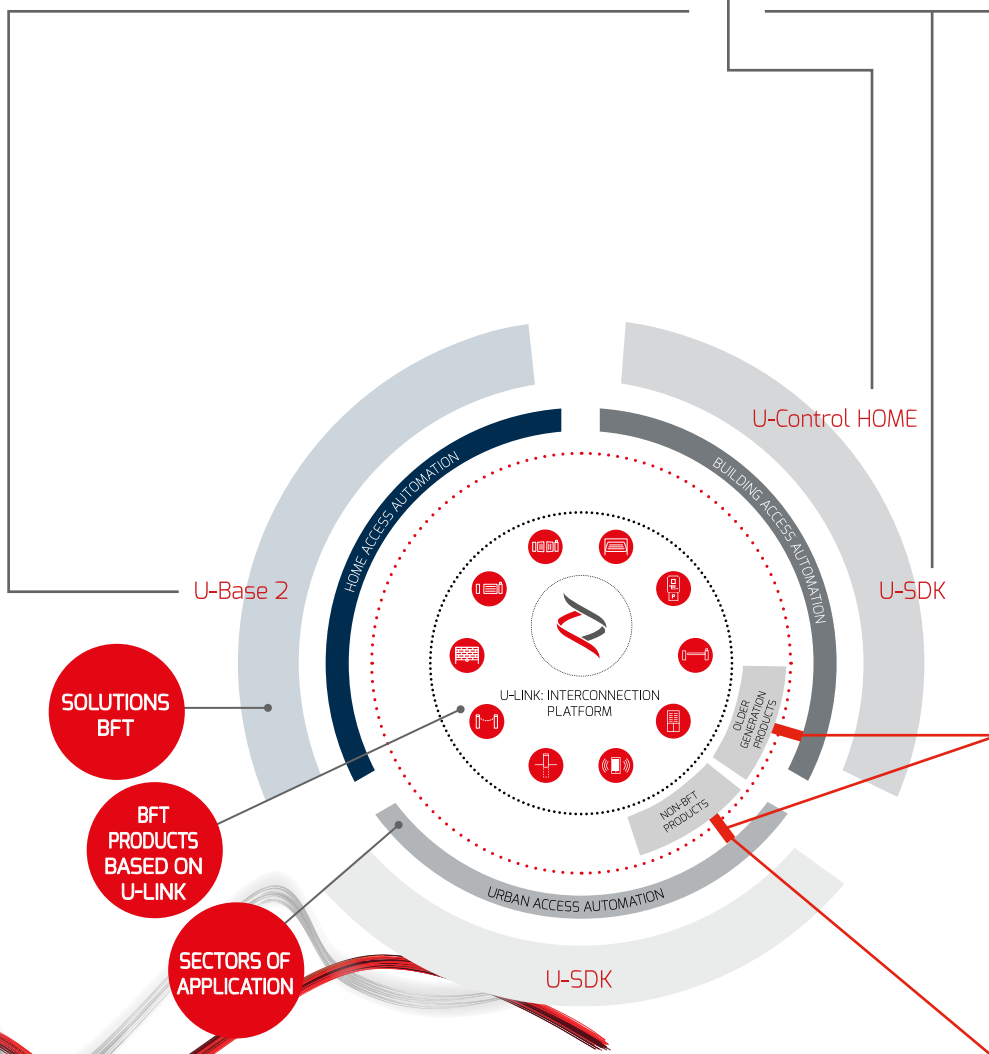 U-Control HOME
HOME ACCESS AUTOMATION
BUILDING ACCESS AUTOMATION
U-Base 2
U-SDK
P
U-LINK: INTERCONNECTION
PLATFORM
SOLUTIONS
BFT
OLDER
GENERATION
PRODUCTS
NON-BFT
PRODUCTS
BFT
PRODUCTS
BASED ON
U-LINK
URBAN ACCESS AUTOMATION
SECTORS OF
APPLICATION
U-SDK